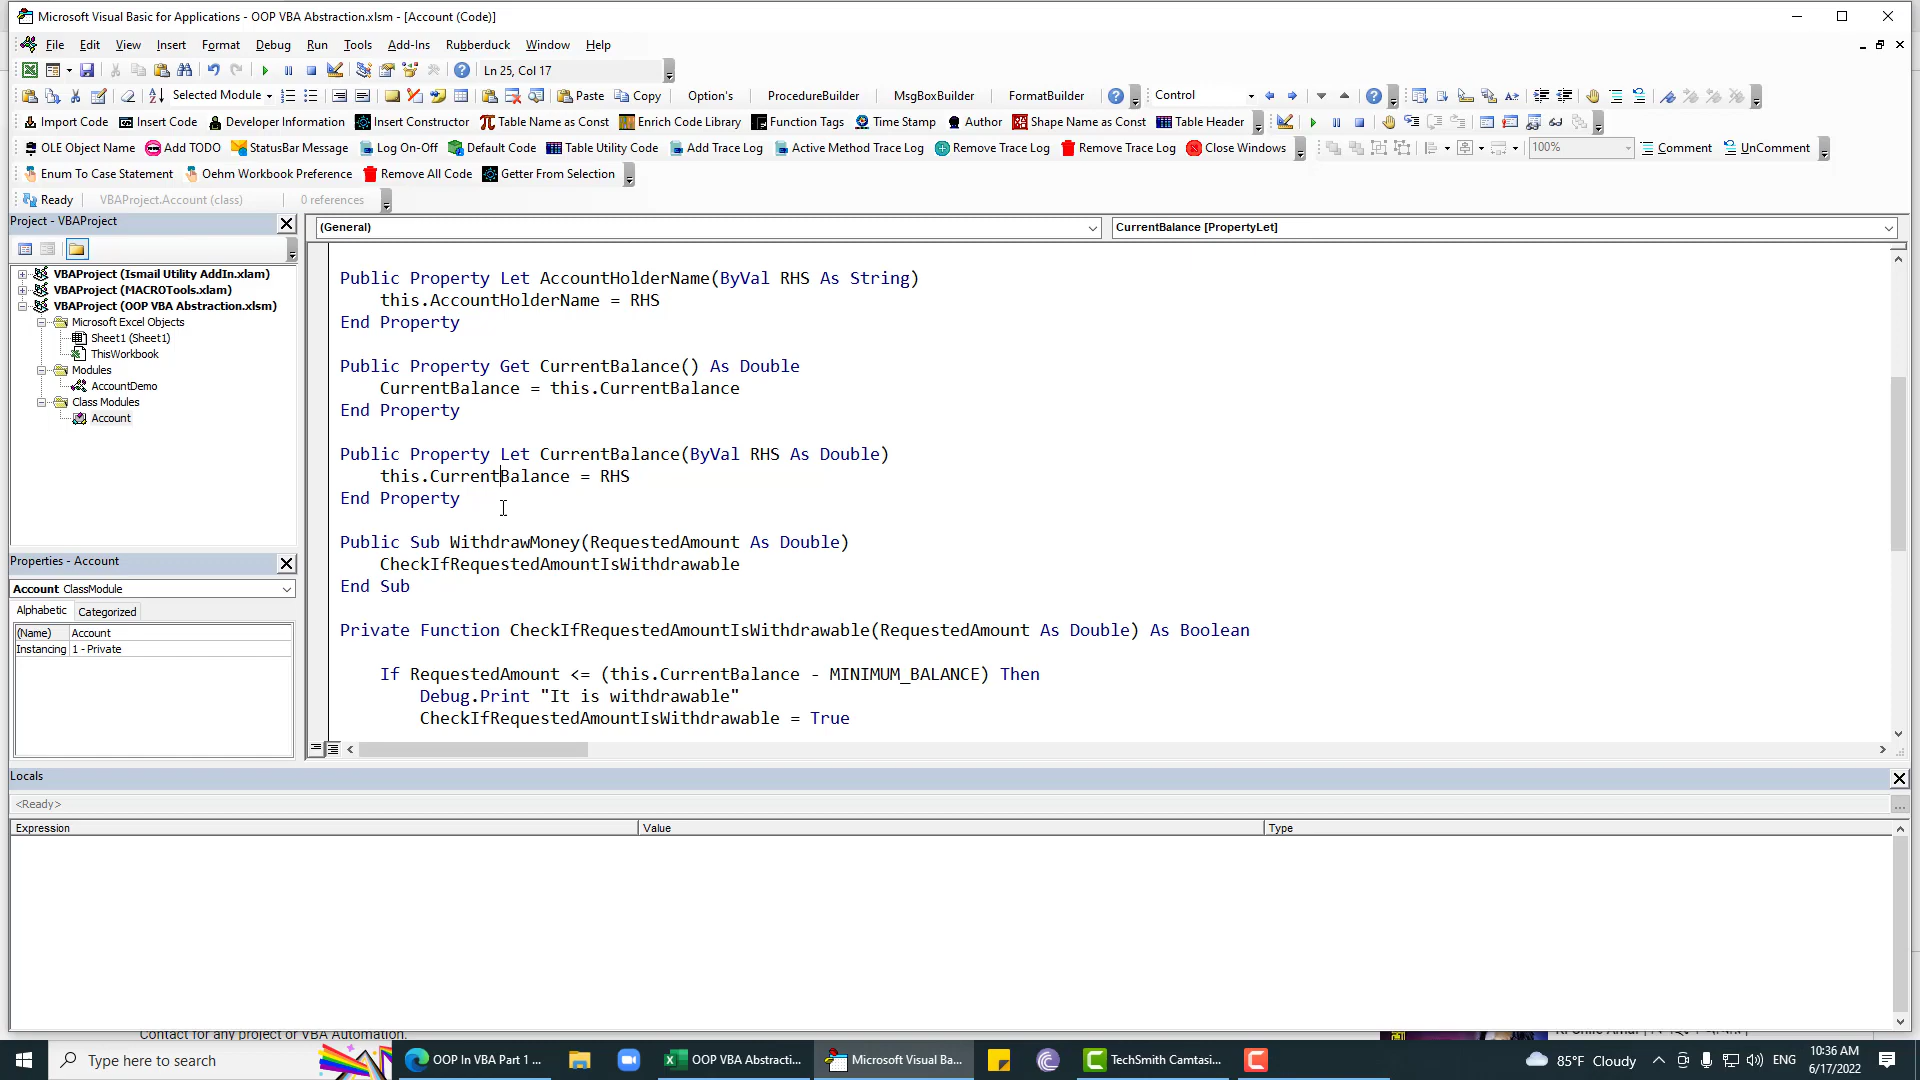 Microsoft Visual Basic for Applications - OOP VBA Abstraction.xlsm - [Account (Code)]
File Edit View Insert Format Debug Run Tools Add-Ins Rubberduck Window Help
Ln 25, Col 17
Selected Module Paste Copy Option's ProcedureBuilder MsgBoxBuilder FormatBuilder Control
Import Code Insert Code Developer Information Insert Constructor Table Name as Const Enrich Code Library Function Tags Time Stamp Author Shape Name as Const Table Header
OLE Object Name Add TODO StatusBar Message Log On-Off Default Code Table Utility Code Add Trace Log Active Method Trace Log Remove Trace Log Remove Trace Log Close Windows 100% Comment UnComment
Enum To Case Statement Oehm Workbook Preference Remove All Code Getter From Selection
Ready VBAProject.Account (class) 0 references
Project - VBAProject
VBAProject (Ismail Utility AddIn.xlam)
VBAProject (MACROTools.xlam)
VBAProject (OOP VBA Abstraction.xlsm)
Microsoft Excel Objects
Sheet1 (Sheet1)
ThisWorkbook
Modules
AccountDemo
Class Modules
Account
Properties - Account
Account ClassModule
Alphabetic Categorized
(Name) Account
Instancing 1 - Private
(General) CurrentBalance [PropertyLet]
Public Property Let AccountHolderName(ByVal RHS As String)
this.AccountHolderName = RHS
End Property
Public Property Get CurrentBalance() As Double
CurrentBalance = this.CurrentBalance
End Property
Public Property Let CurrentBalance(ByVal RHS As Double)
this.CurrentBalance = RHS
End Property
Public Sub WithdrawMoney(RequestedAmount As Double)
CheckIfRequestedAmountIsWithdrawable
End Sub
Private Function CheckIfRequestedAmountIsWithdrawable(RequestedAmount As Double) As Boolean
If RequestedAmount <= (this.CurrentBalance - MINIMUM_BALANCE) Then
Debug.Print "It is withdrawable"
CheckIfRequestedAmountIsWithdrawable = True
Locals
<Ready>
Expression Value Type
Contact for any project or VBA Automation.
Type here to search
OOP In VBA Part 1 ...
OOP VBA Abstracti...
Microsoft Visual Ba...
TechSmith Camtasi...
85°F Cloudy
ENG
10:36 AM
6/17/2022